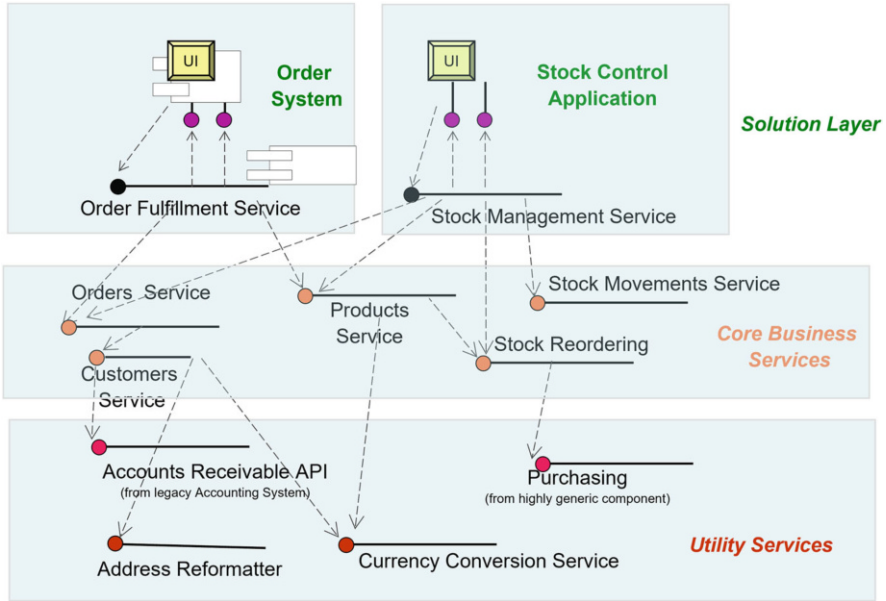 UI
Order
System
UI
Stock Control
Application
Solution Layer
Order Fulfillment Service
Stock Management Service
Orders Service
Products
Service
Stock Movements Service
Stock Reordering
Core Business
Services
Customers
Service
Accounts Receivable API
(from legacy Accounting System)
Purchasing
(from highly generic component)
Address Reformatter
Currency Conversion Service
Utility Services